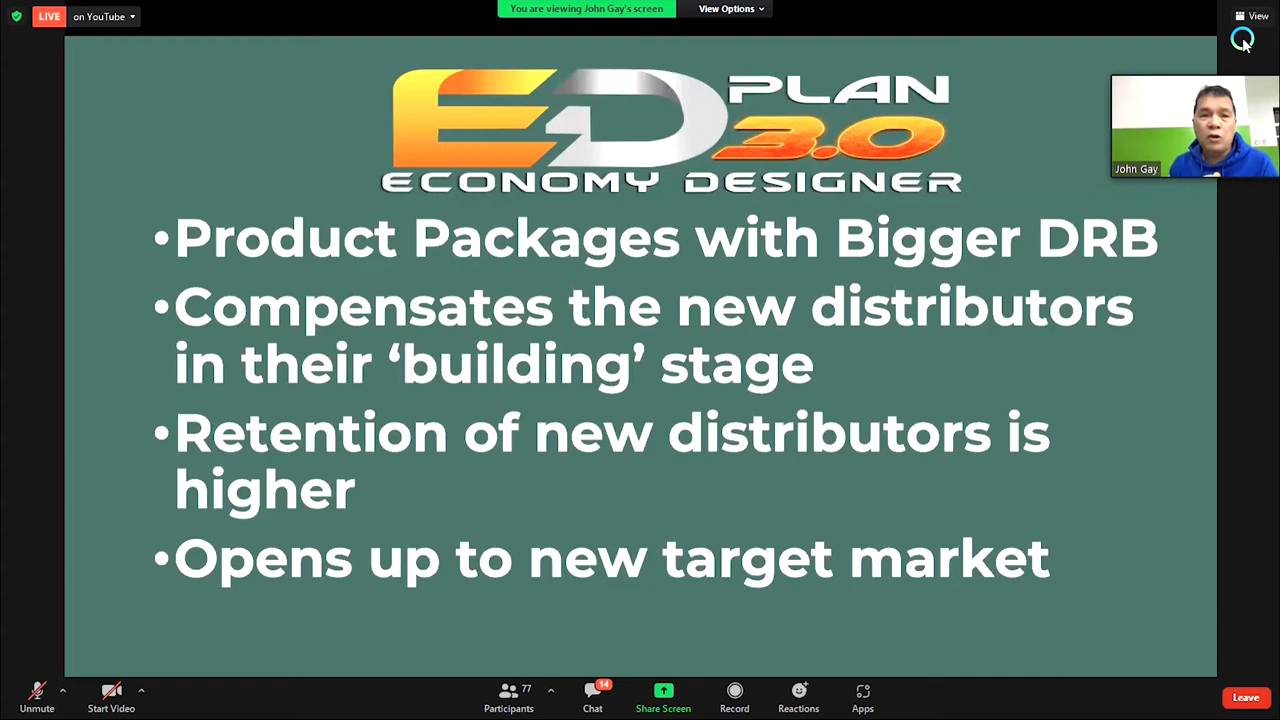 LIVE on YouTube
You are viewing John Gay's screen
View Options
View
ED PLAN 3.0
ECONOMY DESIGNER
John Gay
•Product Packages with Bigger DRB
•Compensates the new distributors
in their ‘building’ stage
•Retention of new distributors is
higher
•Opens up to new target market
Unmute
Start Video
77
Participants
14
Chat
Share Screen
Record
Reactions
Apps
Leave